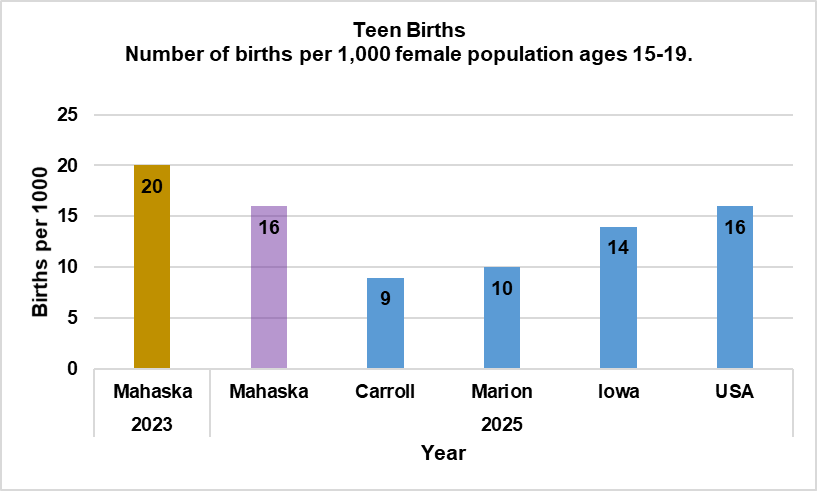 Teen Births
Number of births per 1,000 female population ages 15-19.
Births per 1000
25
20
15
10
5
0
20
16
9
10
14
16
Mahaska
Mahaska
Carroll
Marion
Iowa
USA
2023
2025
Year